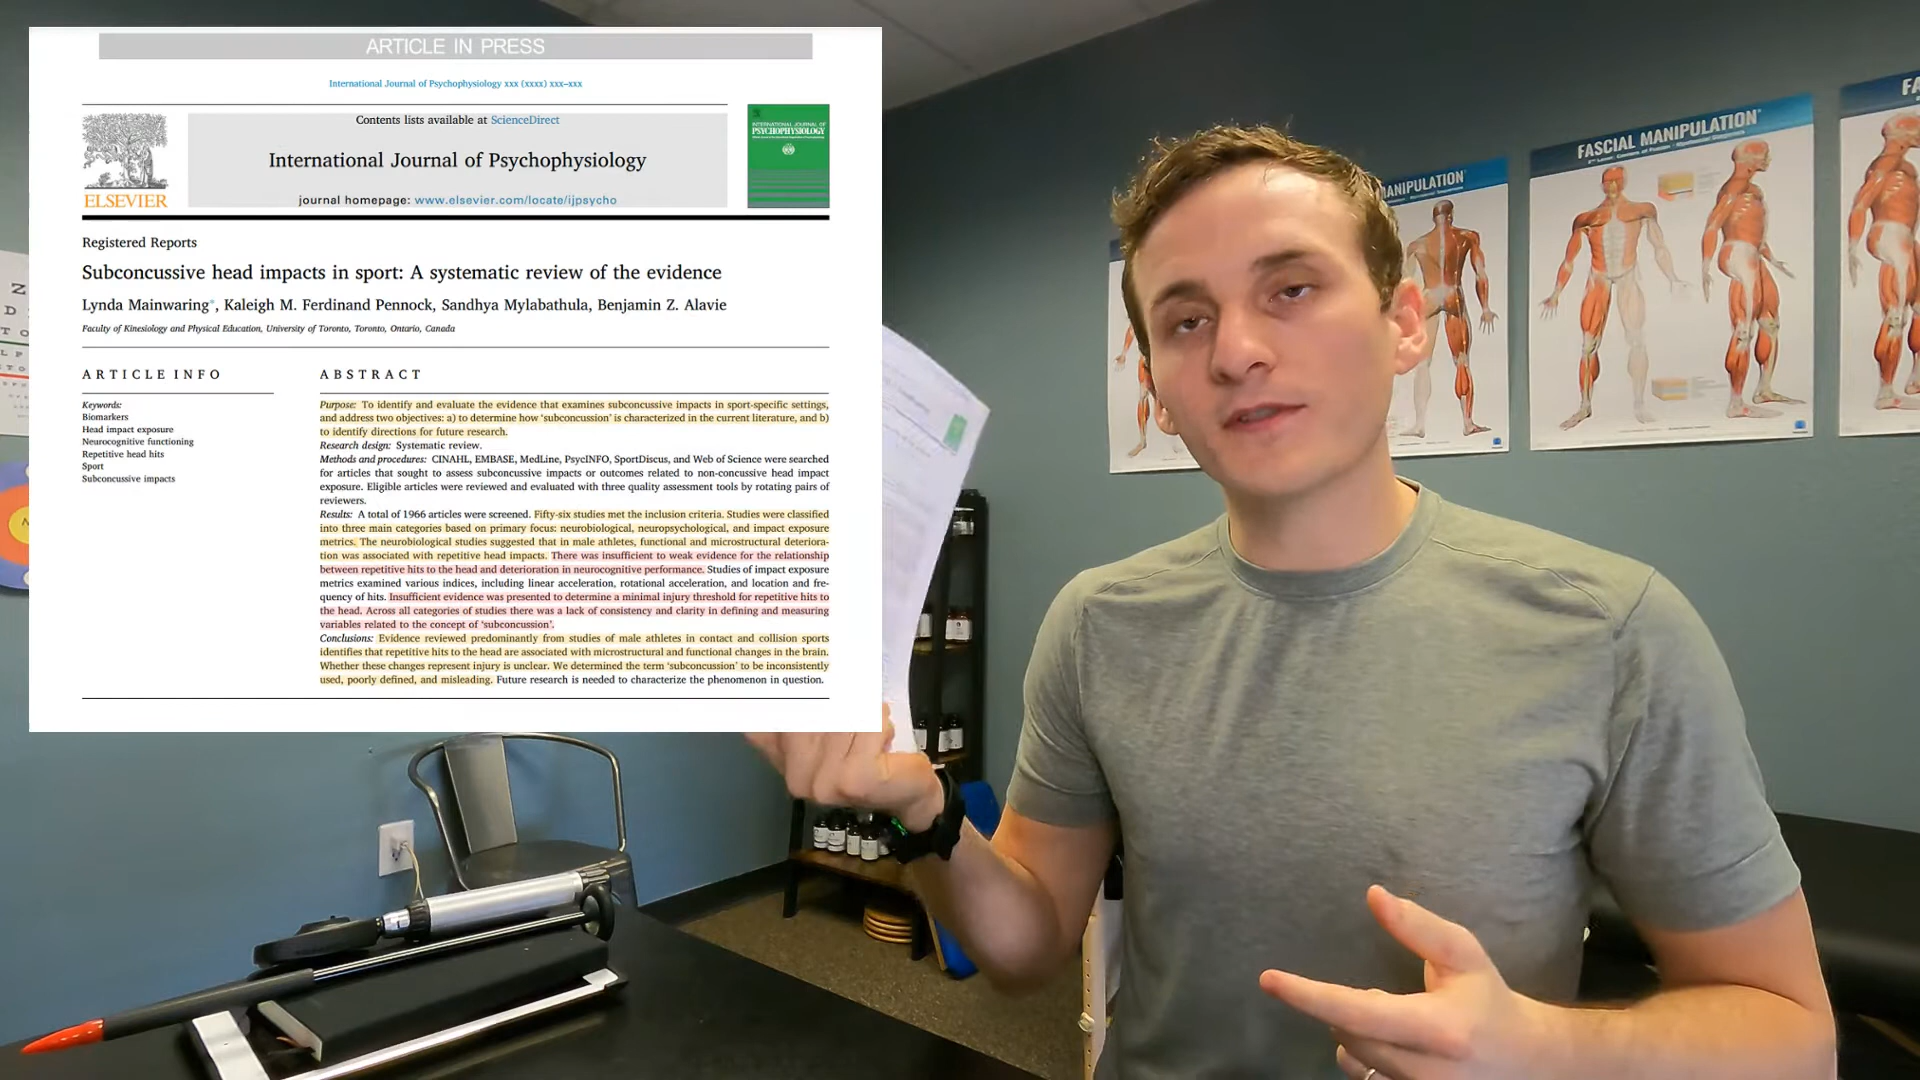 ARTICLE IN PRESS
International Journal of Psychophysiology xxx (xxxx) xxx–xxx
Contents lists available at ScienceDirect
International Journal of Psychophysiology
journal homepage: www.elsevier.com/locate/ijpsycho
ELSEVIER
INTERNATIONAL JOURNAL OF
PSYCHOPHYSIOLOGY
Registered Reports
Subconcussive head impacts in sport: A systematic review of the evidence
Lynda Mainwaring*, Kaleigh M. Ferdinand Pennock, Sandhya Mylabathula, Benjamin Z. Alavie
Faculty of Kinesiology and Physical Education, University of Toronto, Toronto, Ontario, Canada
ARTICLE INFO
Keywords:
Biomarkers
Head impact exposure
Neurocognitive functioning
Repetitive head hits
Sport
Subconcussive impacts
ABSTRACT
Purpose: To identify and evaluate the evidence that examines subconcussive impacts in sport-specific settings,
and address two objectives: a) to determine how 'subconcussion' is characterized in the current literature, and b)
to identify directions for future research.
Research design: Systematic review.
Methods and procedures: CINAHL, EMBASE, MedLine, PsycINFO, SportDiscus, and Web of Science were searched
for articles that sought to assess subconcussive impacts or outcomes related to non-concussive head impact
exposure. Eligible articles were reviewed and evaluated with three quality assessment tools by rotating pairs of
reviewers.
Results: A total of 1966 articles were screened. Fifty-six studies met the inclusion criteria. Studies were classified
into three main categories based on primary focus: neurobiological, neuropsychological, and impact exposure
metrics. The neurobiological studies suggested that in male athletes, functional and microstructural deteriora-
tion was associated with repetitive head impacts. There was insufficient to weak evidence for the relationship
between repetitive hits to the head and deterioration in neurocognitive performance. Studies of impact exposure
metrics examined various indices, including linear acceleration, rotational acceleration, and location and fre-
quency of hits. Insufficient evidence was presented to determine a minimal injury threshold for repetitive hits to
the head. Across all categories of studies there was a lack of consistency and clarity in defining and measuring
variables related to the concept of 'subconcussion'.
Conclusions: Evidence reviewed predominantly from studies of male athletes in contact and collision sports
identifies that repetitive hits to the head are associated with microstructural and functional changes in the brain.
Whether these changes represent injury is unclear. We determined the term 'subconcussion' to be inconsistently
used, poorly defined, and misleading. Future research is needed to characterize the phenomenon in question.
MANIPULATION
FASCIAL MANIPULATION
FA